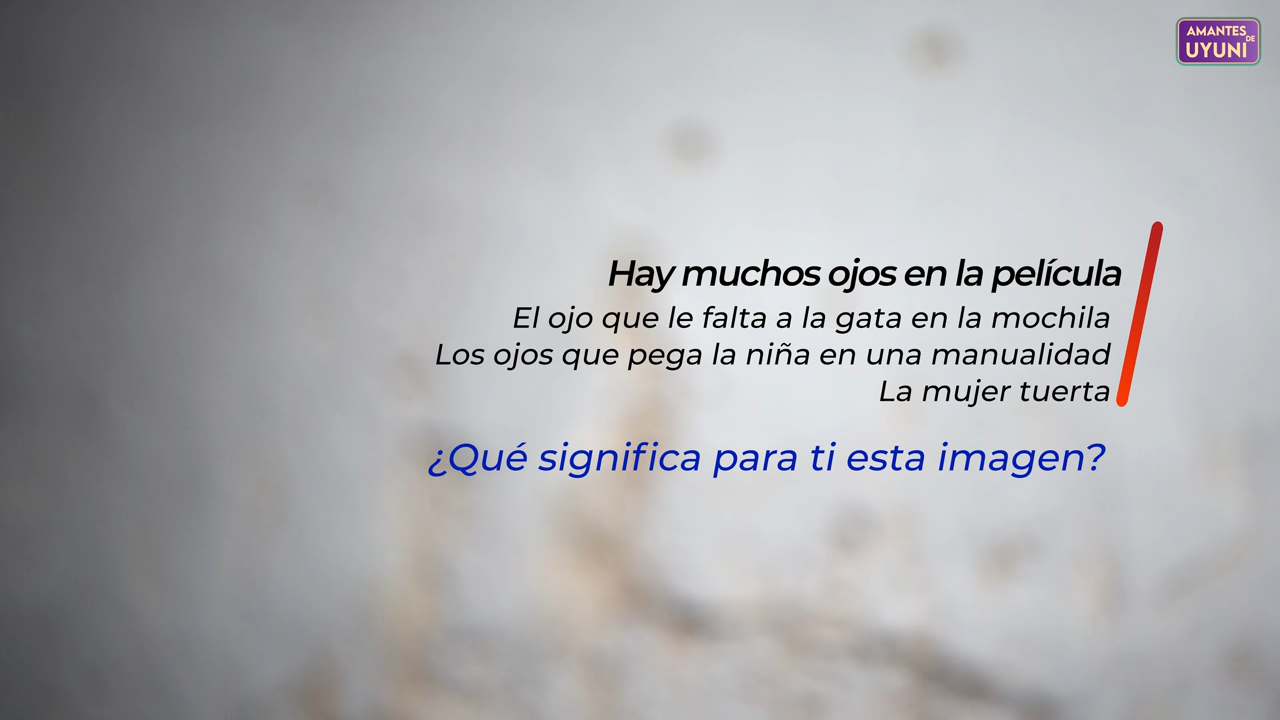 AMANTES
DE
UYUNI
Hay muchos ojos en la película
El ojo que le falta a la gata en la mochila
Los ojos que pega la niña en una manualidad
La mujer tuerta
¿Qué significa para ti esta imagen?